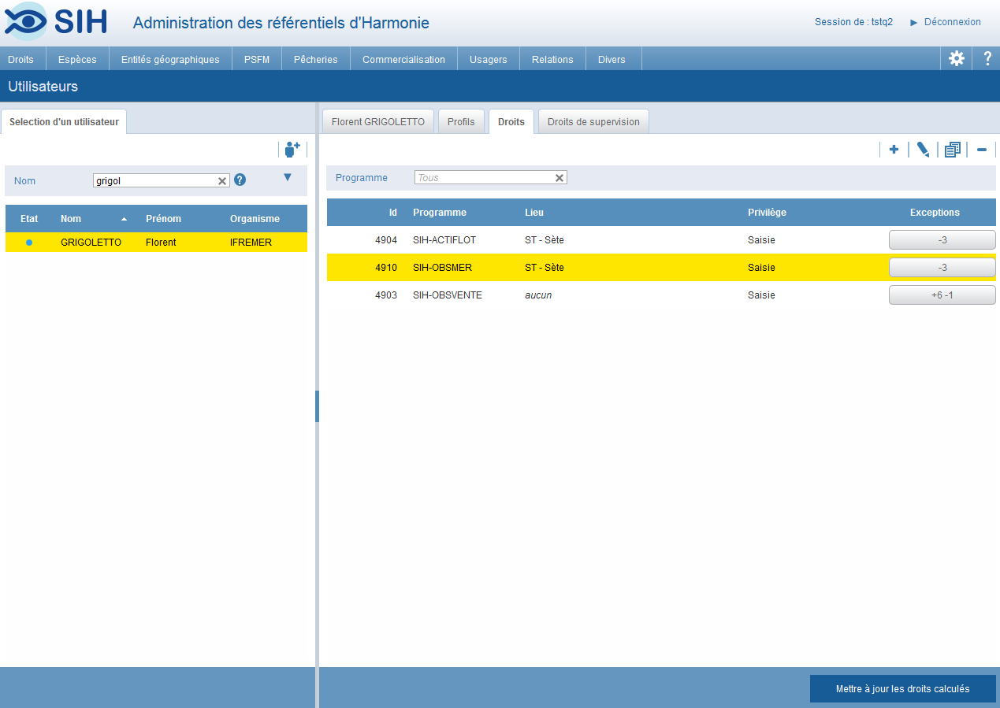 SIH
Administration des référentiels d'Harmonie
Session de : tstq2 ► Déconnexion
Droits Espèces Entités géographiques PSFM Pêcheries Commercialisation Usagers Relations Divers ?
Utilisateurs
Selection d'un utilisateur
Nom grigol ?
Etat Nom Prénom Organisme
GRIGOLETTO Florent IFREMER
Florent GRIGOLETTO Profils Droits Droits de supervision
Programme Tous
Id Programme Lieu Privilège Exceptions
4904 SIH-ACTIFLOT ST - Sète Saisie -3
4910 SIH-OBSMER ST - Sète Saisie -3
4903 SIH-OBSVENTE aucun Saisie +6 -1
Mettre à jour les droits calculés